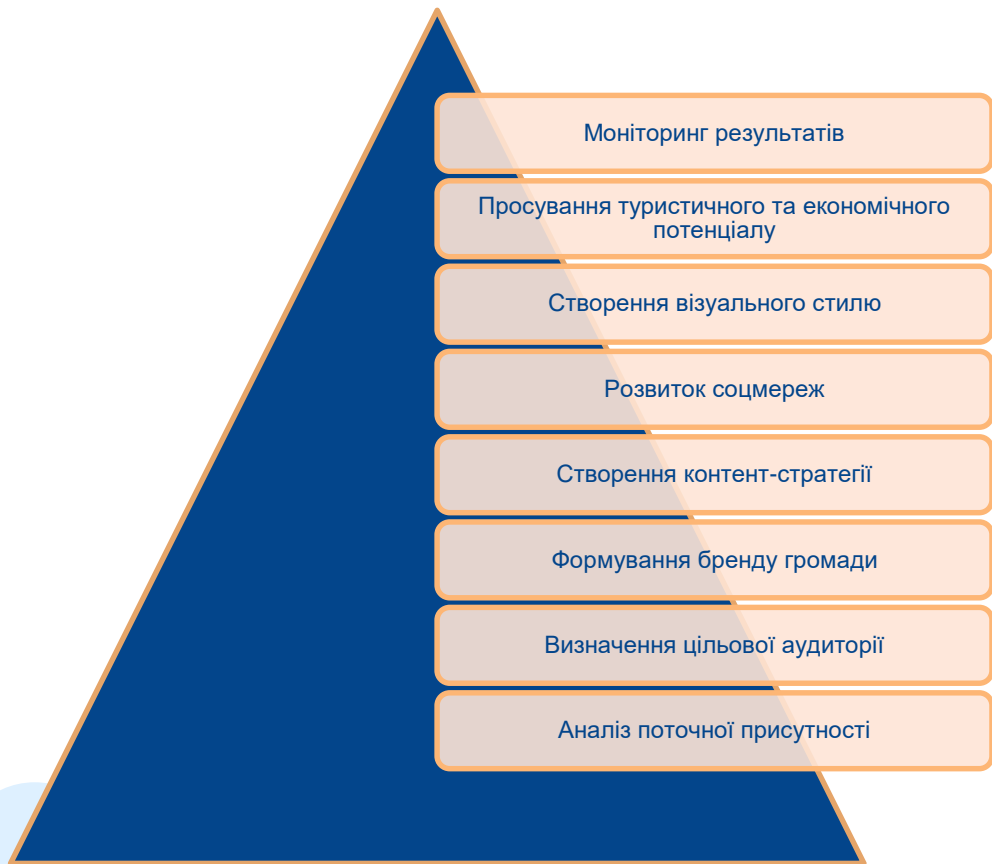 Моніторинг результатів
Просування туристичного та економічного
потенціалу
Створення візуального стилю
Розвиток соцмереж
Створення контент-стратегії
Формування бренду громади
Визначення цільової аудиторії
Аналіз поточної присутності